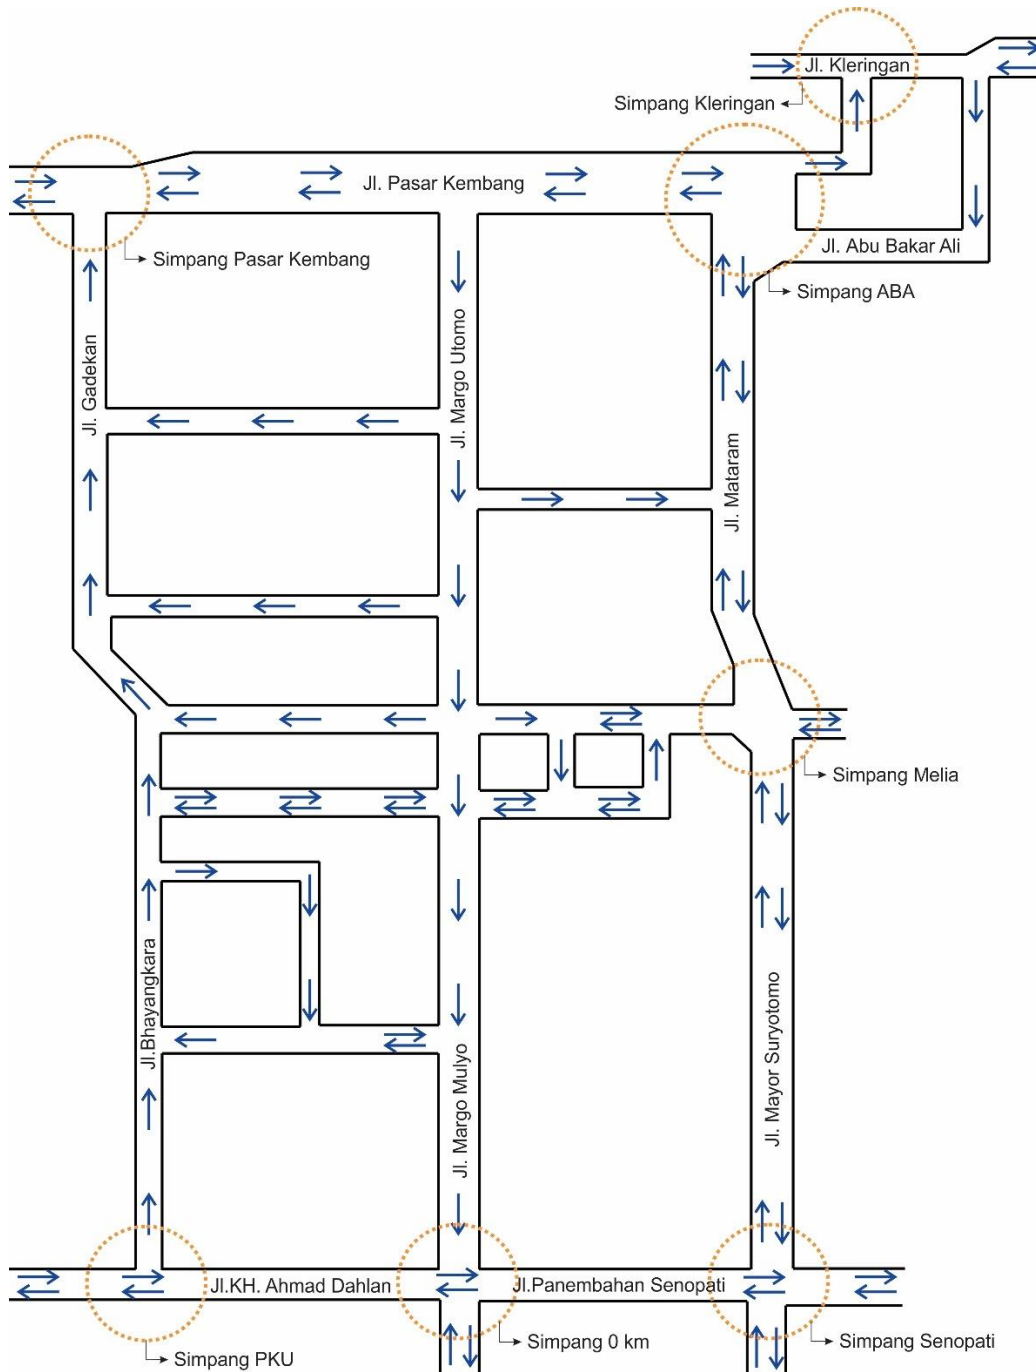 Jl. Kleringan
Simpang Kleringan
Jl. Pasar Kembang
Jl. Abu Bakar Ali
Simpang Pasar Kembang
Simpang ABA
Jl. Gadekan
Jl. Margo Utomo
Jl. Mataram
Simpang Melia
Jl.Bhayangkara
Jl. Margo Mulyo
Jl. Mayor Suryotomo
Jl.KH. Ahmad Dahlan
Jl.Panembahan Senopati
Simpang 0 km
Simpang Senopati
Simpang PKU